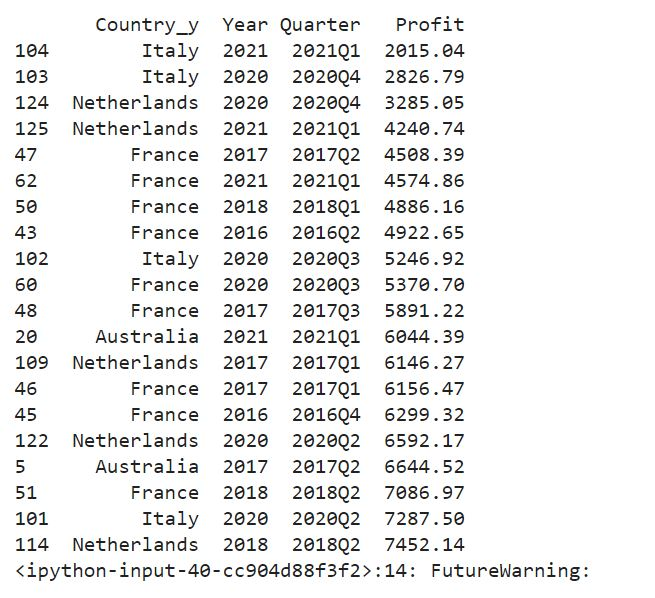 Country_y Year Quarter Profit
104 Italy 2021 2021Q1 2015.04
103 Italy 2020 2020Q4 2826.79
124 Netherlands 2020 2020Q4 3285.05
125 Netherlands 2021 2021Q1 4240.74
47 France 2017 2017Q2 4508.39
62 France 2021 2021Q1 4574.86
50 France 2018 2018Q1 4886.16
43 France 2016 2016Q2 4922.65
102 Italy 2020 2020Q3 5246.92
60 France 2020 2020Q3 5370.70
48 France 2017 2017Q3 5891.22
20 Australia 2021 2021Q1 6044.39
109 Netherlands 2017 2017Q1 6146.27
46 France 2017 2017Q1 6156.47
45 France 2016 2016Q4 6299.32
122 Netherlands 2020 2020Q2 6592.17
5 Australia 2017 2017Q2 6644.52
51 France 2018 2018Q2 7086.97
101 Italy 2020 2020Q2 7287.50
114 Netherlands 2018 2018Q2 7452.14
<ipython-input-40-cc904d88f3f2>:14: FutureWarning: